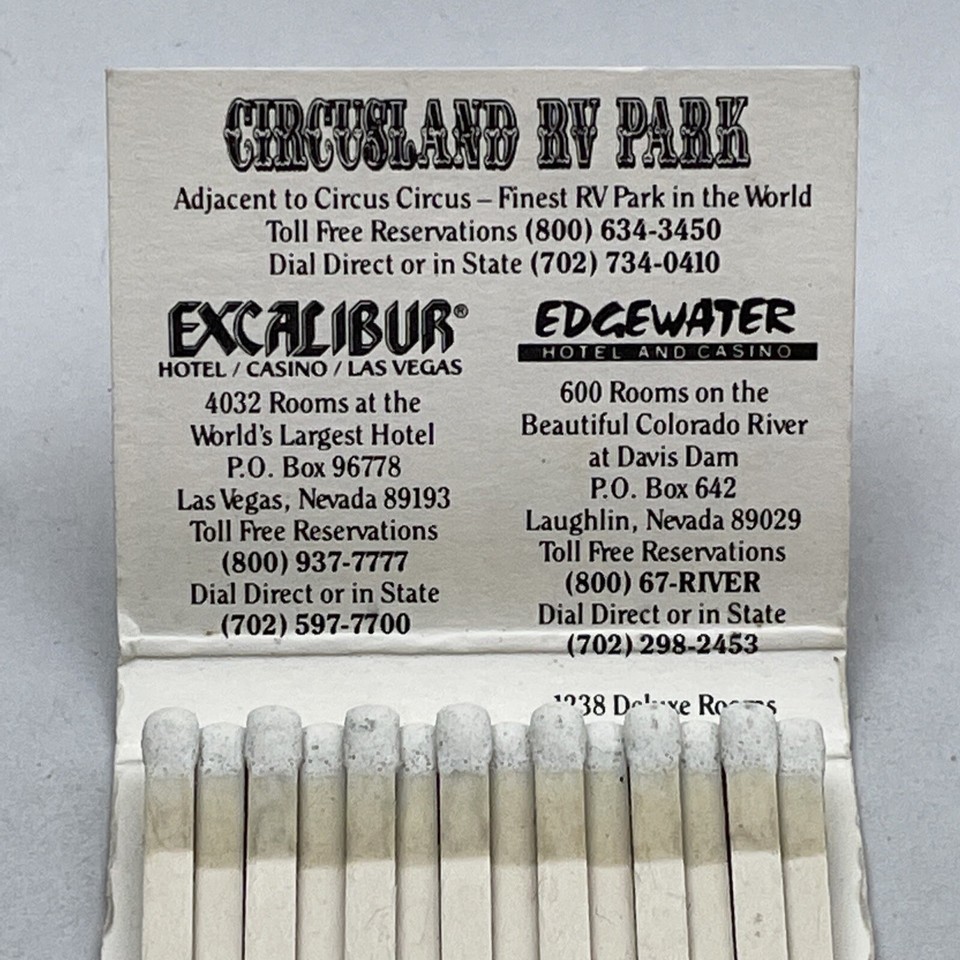 CIRCUSLAND RV PARK
Adjacent to Circus Circus – Finest RV Park in the World
Toll Free Reservations (800) 634-3450
Dial Direct or in State (702) 734-0410
EXCALIBUR®
HOTEL / CASINO / LAS VEGAS
4032 Rooms at the
World's Largest Hotel
P.O. Box 96778
Las Vegas, Nevada 89193
Toll Free Reservations
(800) 937-7777
Dial Direct or in State
(702) 597-7700
EDGEWATER
HOTEL AND CASINO
600 Rooms on the
Beautiful Colorado River
at Davis Dam
P.O. Box 642
Laughlin, Nevada 89029
Toll Free Reservations
(800) 67-RIVER
Dial Direct or in State
(702) 298-2453
1238 Deluxe Rooms